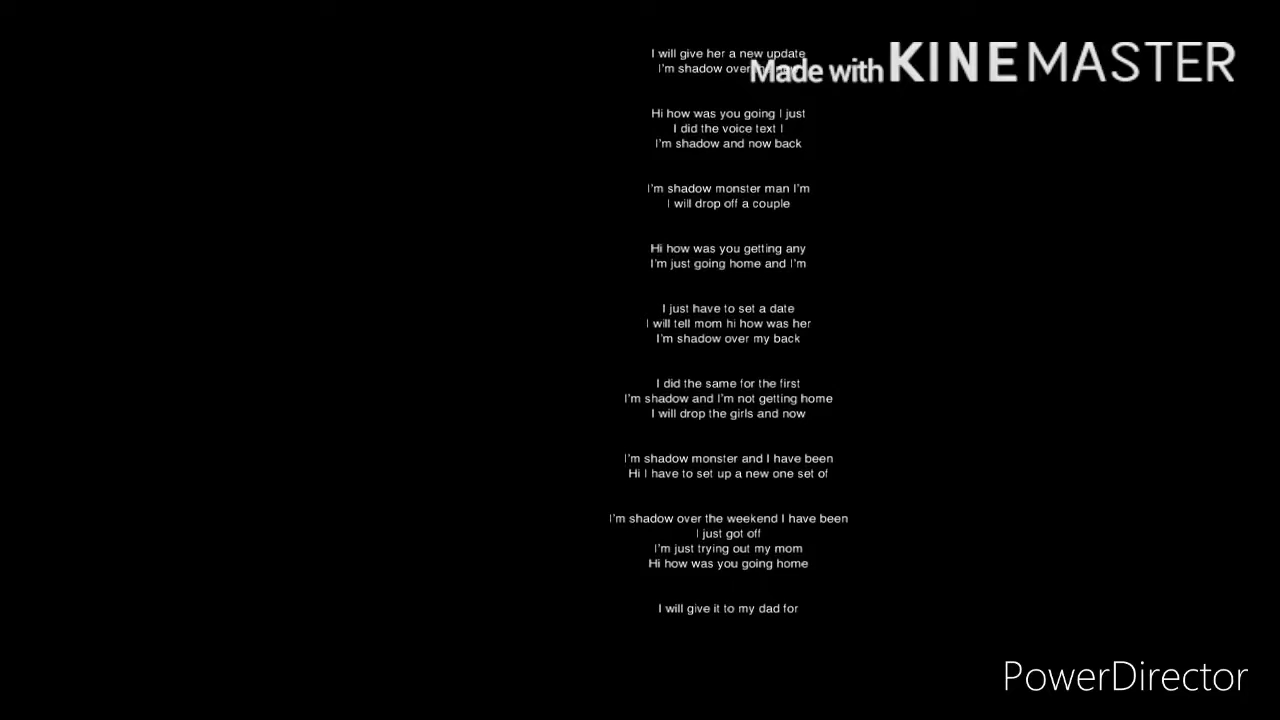 I will give her a new update
I'm shadow over
Made with KINEMASTER
Hi how was you going I just
I did the voice text I
I'm shadow and now back
I'm shadow monster man I'm
I will drop off a couple
Hi how was you getting any
I'm just going home and I'm
I just have to set a date
I will tell mom hi how was her
I'm shadow over my back
I did the same for the first
I'm shadow and I'm not getting home
I will drop the girls and now
I'm shadow monster and I have been
Hi I have to set up a new one set of
I'm shadow over the weekend I have been
I just got off
I'm just trying out my mom
Hi how was you going home
I will give it to my dad for
PowerDirector